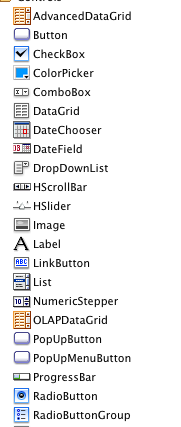 AdvancedDataGrid
Button
CheckBox
ColorPicker
ComboBox
DataGrid
DateChooser
DateField
DropDownList
HScrollBar
HSlider
Image
Label
LinkButton
List
NumericStepper
OLAPDataGrid
PopUpButton
PopUpMenuButton
ProgressBar
RadioButton
RadioButtonGroup